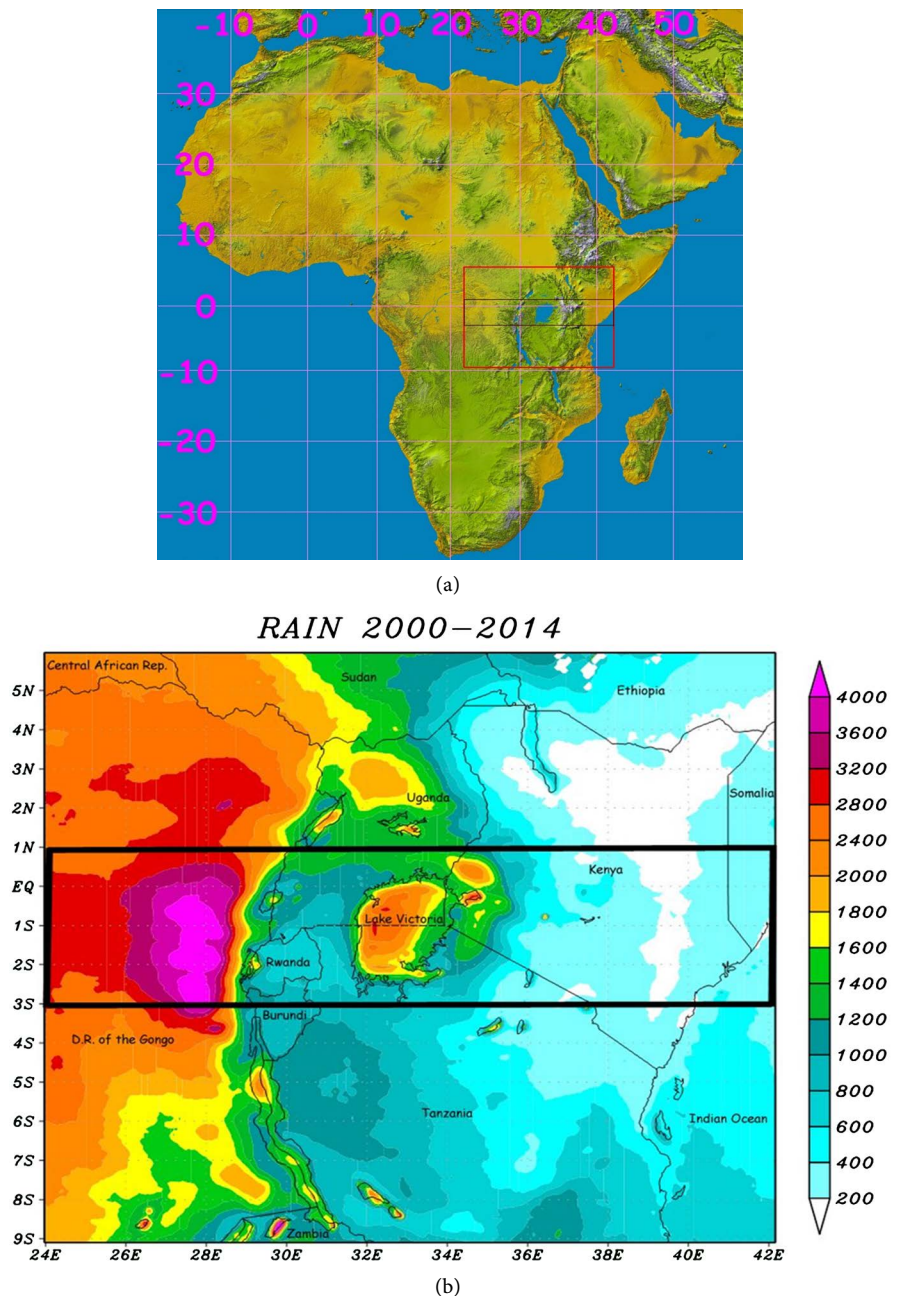 -10 0 10 20 30 40 50
30
20
10
0
-10
-20
-30
(a)
RAIN 2000-2014
Central African Rep.
Sudan
Ethiopia
5N
4N
3N
2N
1N
EQ
1S
2S
3S
4S
5S
6S
7S
8S
9S
Uganda
Somalia
Kenya
Lake Victoria
Rwanda
Burundi
D.R. of the Gongo
Tanzania
Indian Ocean
Zambia
24E 26E 28E 30E 32E 34E 36E 38E 40E 42E
4000
3600
3200
2800
2400
2000
1800
1600
1400
1200
1000
800
600
400
200
(b)